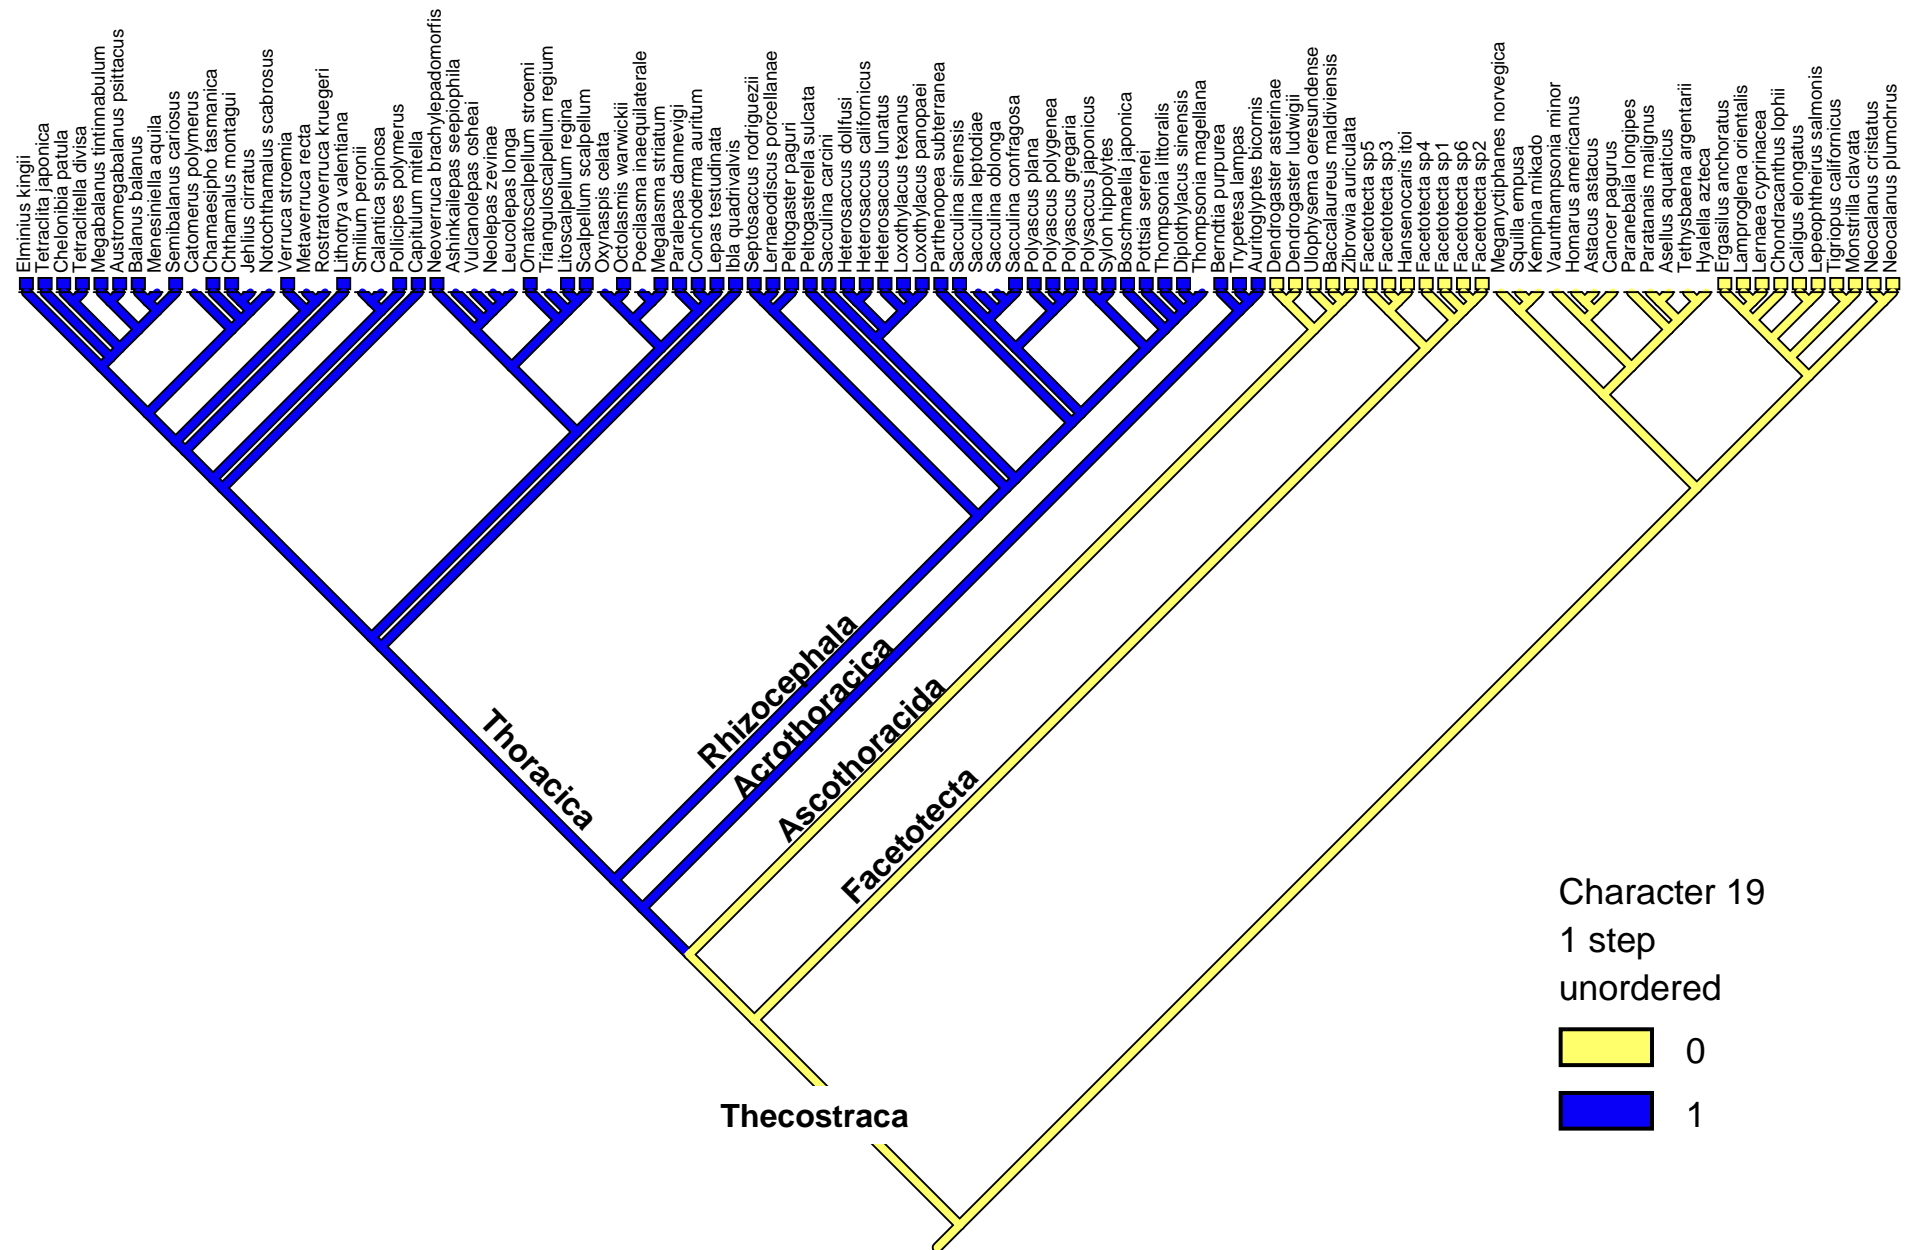 Elminius kingii
Tetraclita japonica
Chelonibia patula
Tetraclitella divisa
Megabalanus tintinnabulum
Austromegabalanus psittacus
Balanus balanus
Menesiniella aquila
Semibalanus cariosus
Catomerus polymerus
Chamaesipho tasmanica
Chthamalus montagui
Jehlius cirratus
Notochthamalus scabrosus
Verruca stroemia
Metaverruca recta
Rostratoverruca kruegeri
Lithotrya valentiana
Smilium peronii
Calantica spinosa
Pollicipes polymerus
Capitulum mitella
Neoverruca brachylepadomorfis
Ashinkailepas seepiophila
Vulcanolepas osheai
Neolepas zevinae
Leucolepas longa
Ornatoscalpellum stroemi
Trianguloscalpellum regium
Litoscalpellum regina
Scalpellum scalpellum
Oxynaspis celata
Octolasmis warwickii
Poecilasma inaequilaterale
Megalasma striatum
Paralepas dannevigi
Conchoderma auritum
Lepas testudinata
Ibla quadrivalvis
Septosaccus rodriguezii
Lernaeodiscus porcellanae
Peltogaster paguri
Peltogasterella sulcata
Sacculina carcini
Heterosaccus dollfusi
Heterosaccus californicus
Heterosaccus lunatus
Loxothylacus texanus
Loxothylacus panopaei
Parthenopea subterranea
Sacculina sinensis
Sacculina leptodiae
Sacculina oblonga
Sacculina confragosa
Polyascus plana
Polyascus polygenea
Polyascus gregaria
Polysaccus japonicus
Sylon hippolytes
Boschmaella japonica
Pottsia serenei
Thompsonia littoralis
Diplothylacus sinensis
Thompsonia magellana
Berndtia purpurea
Trypetesa lampas
Auritoglyptes bicornis
Dendrogaster asterinae
Dendrogaster ludwigii
Ulophysema oeresundense
Baccalaureus maldiviensis
Zibrowia auriculata
Facetotecta sp5
Facetotecta sp3
Hansenocaris itoi
Facetotecta sp4
Facetotecta sp1
Facetotecta sp6
Facetotecta sp2
Meganyctiphanes norvegica
Squilla empusa
Kempina mikado
Vaunthampsonia minor
Homarus americanus
Astacus astacus
Cancer pagurus
Paranebalia longipes
Paratanais malignus
Asellus aquaticus
Tethysbaena argentarii
Hyalella azteca
Ergasilus anchoratus
Lamproglena orientalis
Lernaea cyprinacea
Chondracanthus lophii
Caligus elongatus
Lepeophtheirus salmonis
Tigriopus californicus
Monstrilla clavata
Neocalanus cristatus
Neocalanus plumchrus
Thoracica
Rhizocephala
Acrothoracica
Ascothoracida
Facetotecta
Thecostraca
Character 19
1 step
unordered
0
1